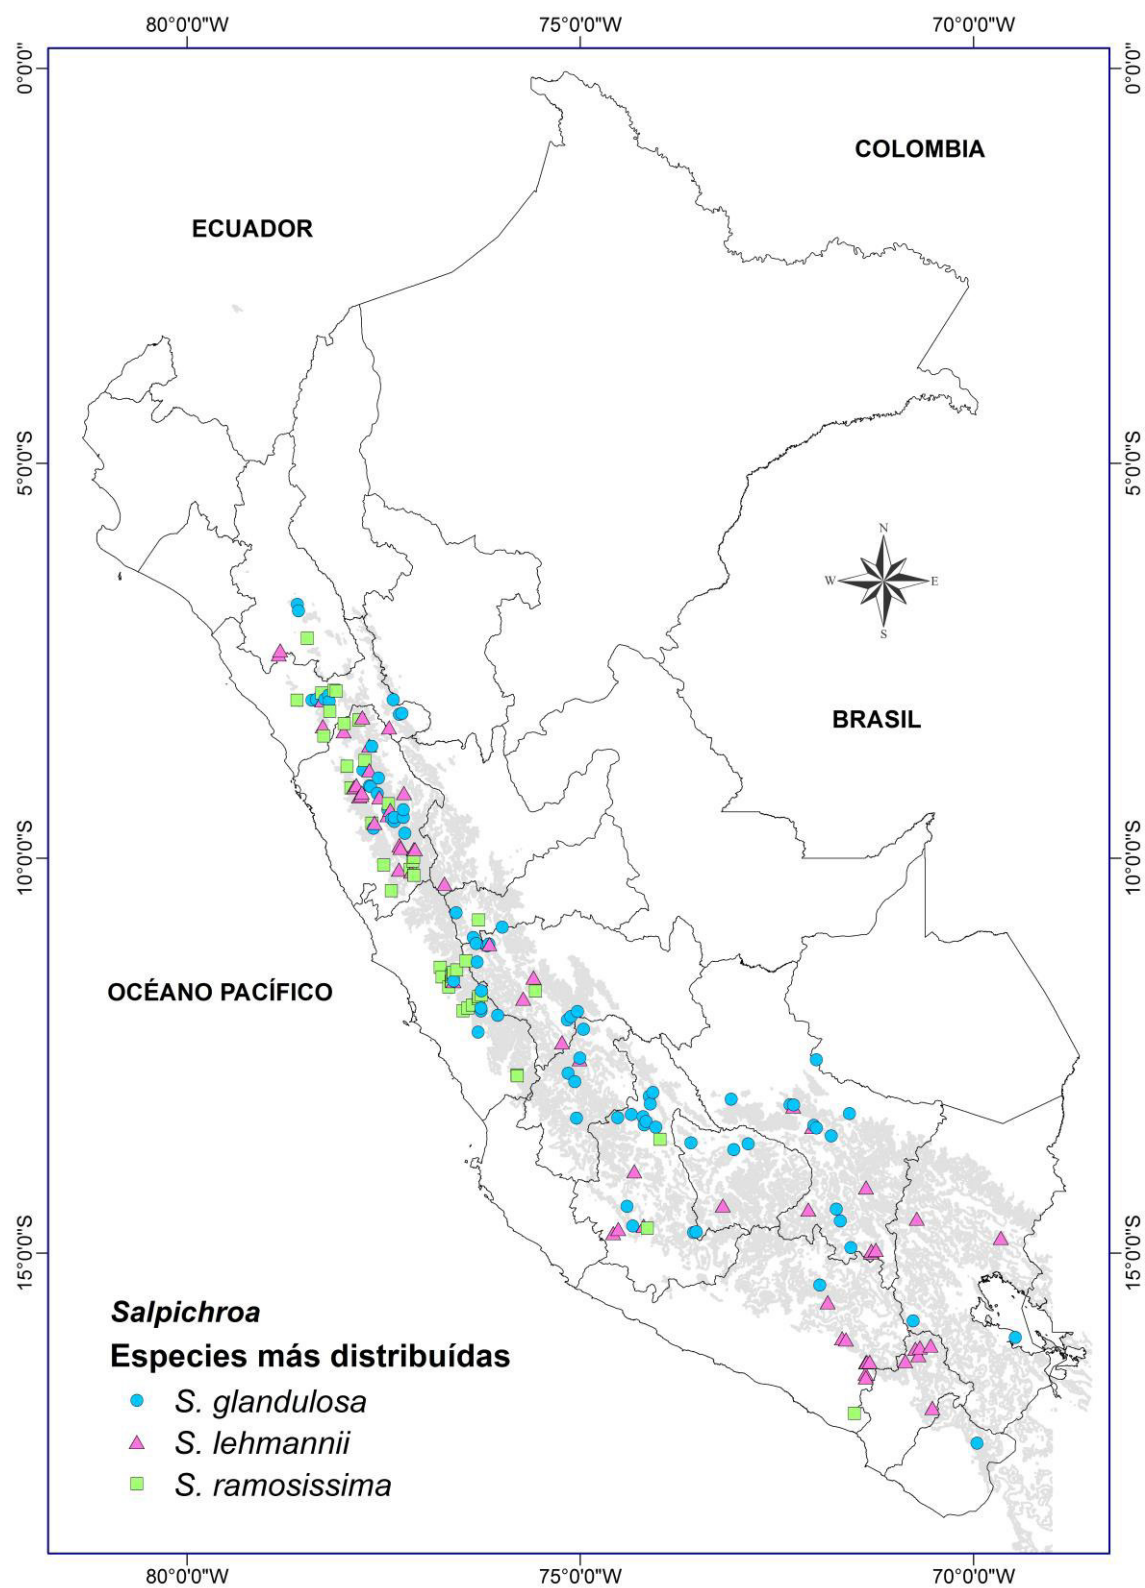 80°0'0"W 75°0'0"W 70°0'0"W
0°0'0" 0°0'0"
COLOMBIA
ECUADOR
5°0'0"S 5°0'0"S
N
W E
S
BRASIL
10°0'0"S 10°0'0"S
OCÉANO PACÍFICO
15°0'0"S 15°0'0"S
Salpichroa
Especies más distribuídas
S. glandulosa
S. lehmannii
S. ramosissima
80°0'0"W 75°0'0"W 70°0'0"W